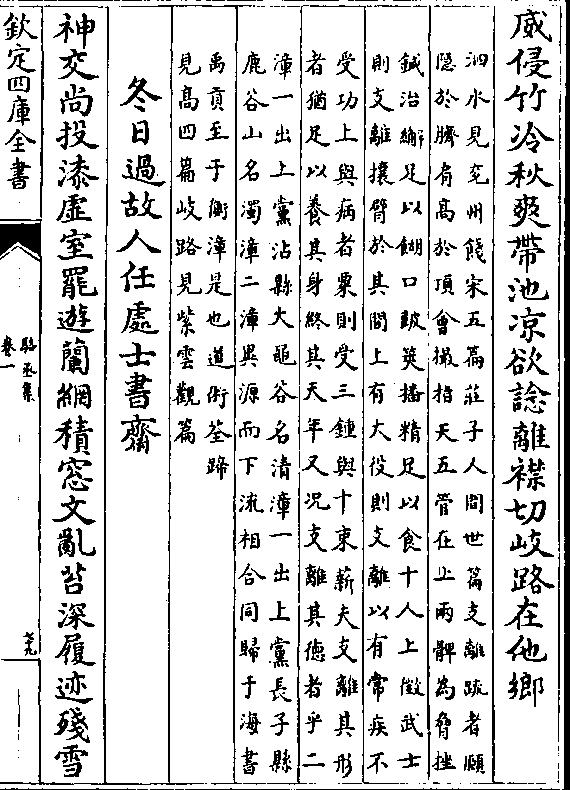 威侵竹冷秋爽帶池涼欲諗離襟切岐路在他鄉
泗水見兖州餞宋五篇莊子人間世篇支離疏者頤
隠於臍肩高於頂會撮指天五管在上兩髀為脅挫
鍼治繲足以餬口鼓筴播精足以食十人上徴武士
則支離攘臂於其間上有大役則支離以有常疾不
受功上與病者粟則受三鍾與十束薪夫支離其形
者猶足以養其身終其天年又况支離其徳者乎二
漳一出上黨沾縣大黽谷名清漳一出上黨長子縣
鹿谷山名濁漳二漳異源而下流相合同歸于海書
禹貢至于衡漳是也道術筌蹄
見高四篇岐路見紫雲觀篇
冬日過故人任處士書齋
神交尚投漆虛室罷遊蘭網積窓文亂苔深履迹殘雪
欽定四庫全書
駱丞集
卷一